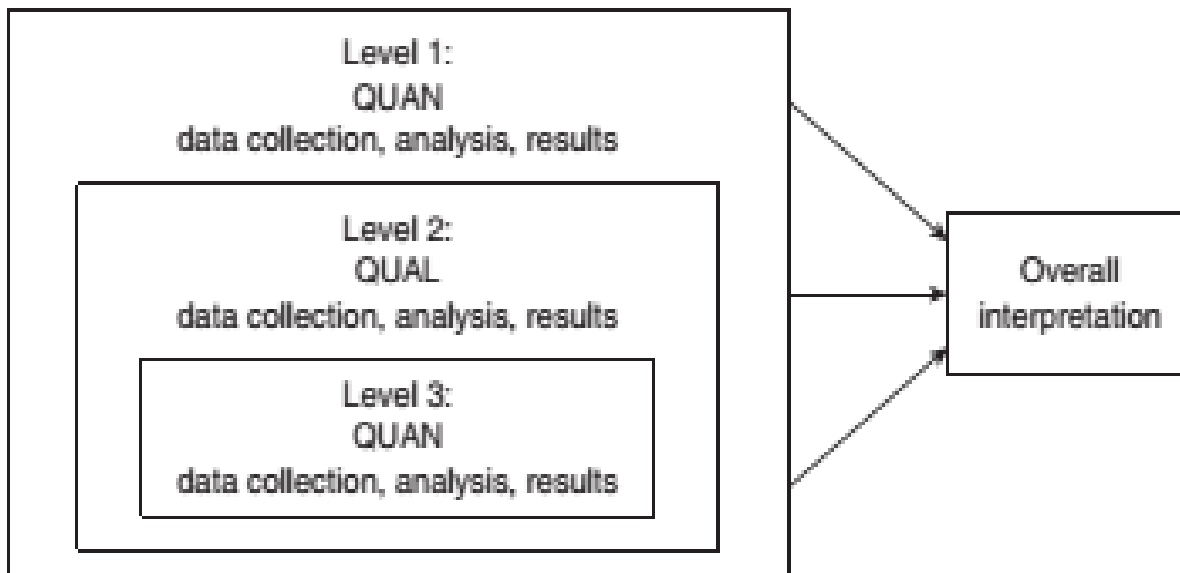 Level 1:
QUAN
data collection, analysis, results
Level 2:
QUAL
data collection, analysis, results
Level 3:
QUAN
data collection, analysis, results
Overall
interpretation